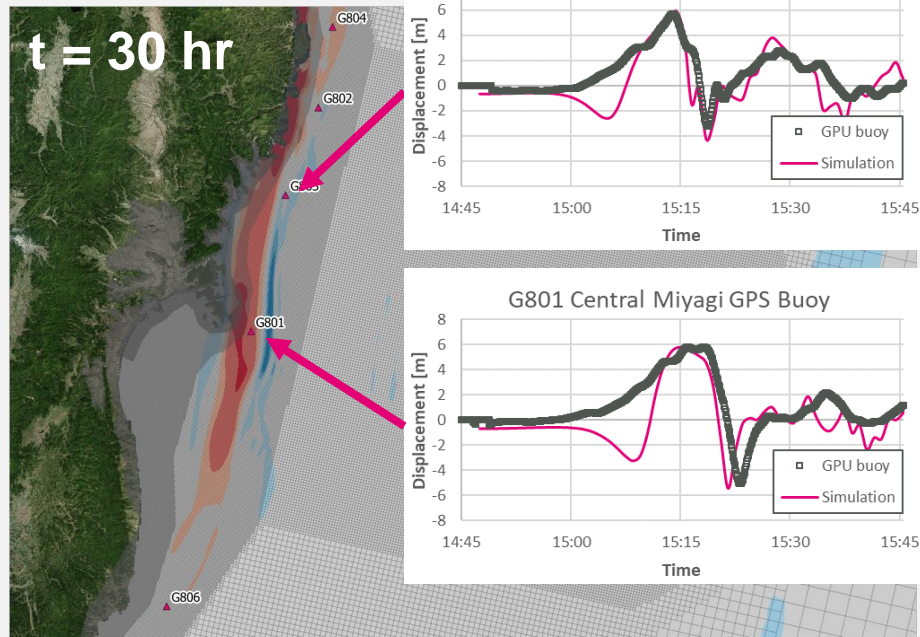 t = 30 hr
G804
G802
G803
G801
G806
6
4
2
0
-2
-4
-6
-8
Displacement [m]
GPU buoy
Simulation
14:45 15:00 15:15 15:30 15:45
Time
G801 Central Miyagi GPS Buoy
8
6
4
2
0
-2
-4
-6
-8
Displacement [m]
GPU buoy
Simulation
14:45 15:00 15:15 15:30 15:45
Time